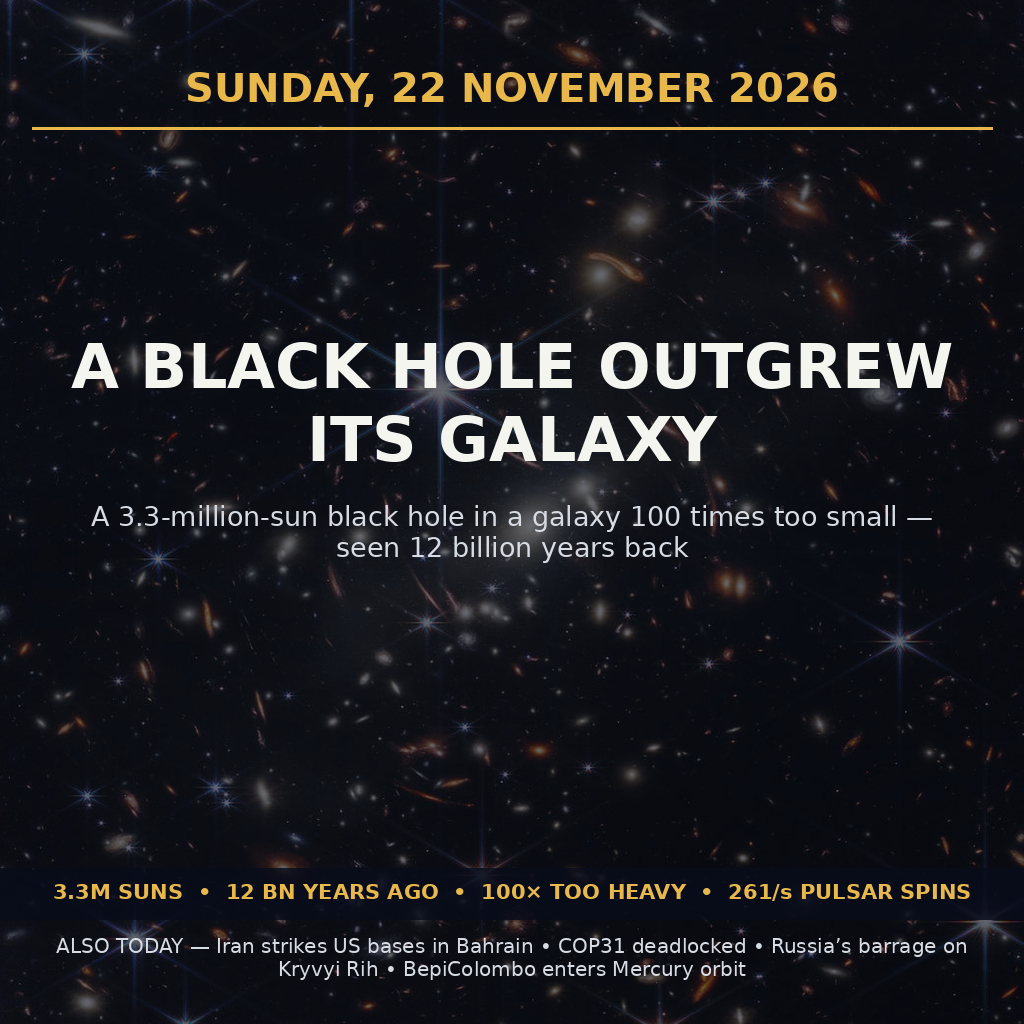 SUNDAY, 22 NOVEMBER 2026
A BLACK HOLE OUTGREW
ITS GALAXY
A 3.3-million-sun black hole in a galaxy 100 times too small —
seen 12 billion years back
3.3M SUNS • 12 BN YEARS AGO • 100× TOO HEAVY • 261/s PULSAR SPINS
ALSO TODAY — Iran strikes US bases in Bahrain • COP31 deadlocked • Russia’s barrage on
Kryvyi Rih • BepiColombo enters Mercury orbit